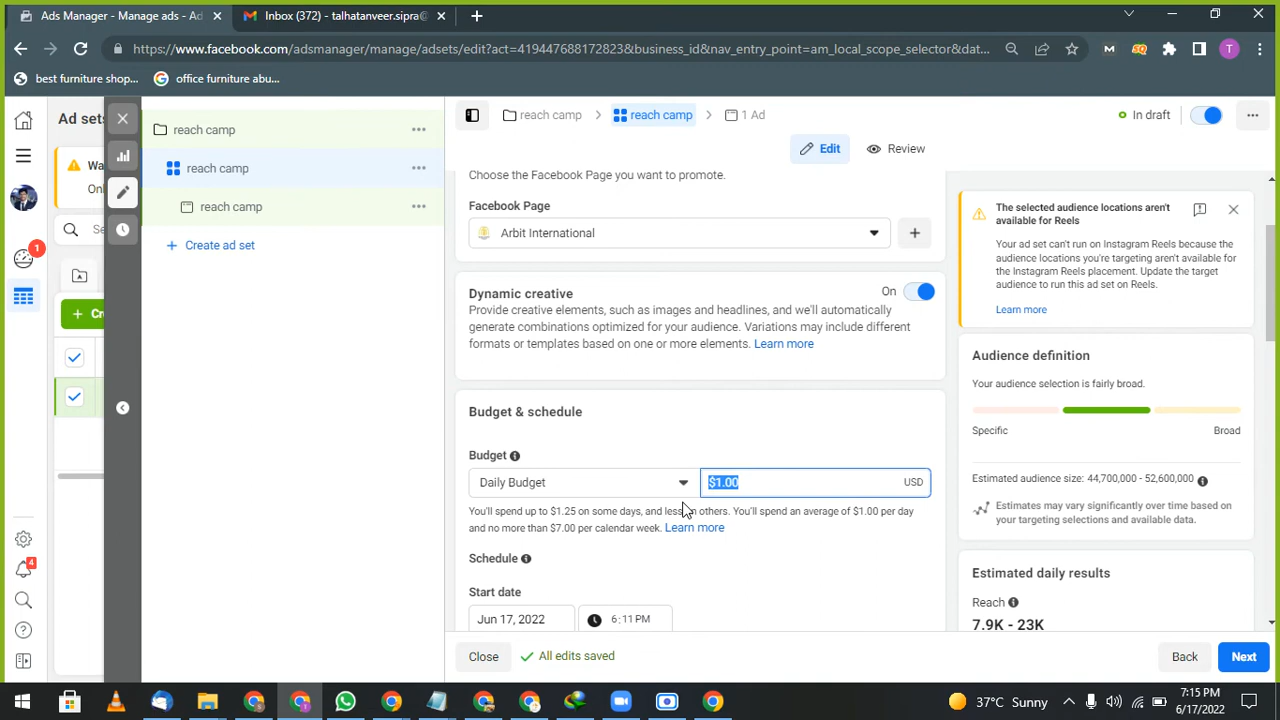 Ads Manager - Manage ads - Ad
Inbox (372) - talhatanveer.sipra@
https://www.facebook.com/adsmanager/manage/adsets/edit?act=419447688172823&business_id&nav_entry_point=am_local_scope_selector&dat...
T
best furniture shop...
office furniture abu...
Ad sets
Wa
Onl
Se
Cr
1
4
reach camp
reach camp
reach camp
Create ad set
reach camp
reach camp
1 Ad
In draft
Edit
Review
Choose the Facebook Page you want to promote.
Facebook Page
Arbit International
Dynamic creative
On
Provide creative elements, such as images and headlines, and we'll automatically
generate combinations optimized for your audience. Variations may include different
formats or templates based on one or more elements. Learn more
Budget & schedule
Budget
Daily Budget
$1.00
USD
You'll spend up to $1.25 on some days, and less on others. You'll spend an average of $1.00 per day
and no more than $7.00 per calendar week. Learn more
Schedule
Start date
Jun 17, 2022
6:11PM
The selected audience locations aren't
available for Reels
Your ad set can't run on Instagram Reels because the
audience locations you're targeting aren't available for
the Instagram Reels placement. Update the target
audience to run this ad set on Reels.
Learn more
Audience definition
Your audience selection is fairly broad.
Specific
Broad
Estimated audience size: 44,700,000 - 52,600,000
Estimates may vary significantly over time based on
your targeting selections and available data.
Estimated daily results
Reach
7.9K - 23K
Close
All edits saved
Back
Next
37°C Sunny
7:15 PM
6/17/2022